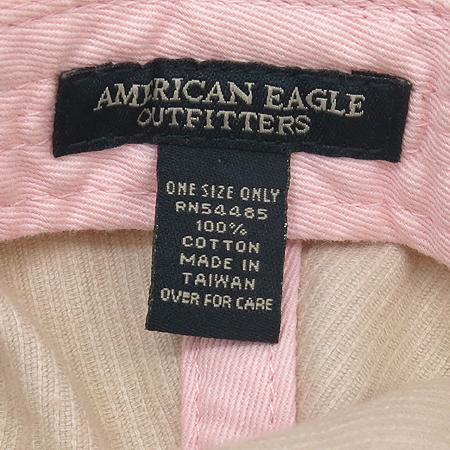 AMERICAN EAGLE
OUTFITTERS
ONE SIZE ONLY
RN54485
100%
COTTON
MADE IN
TAIWAN
OVER FOR CARE